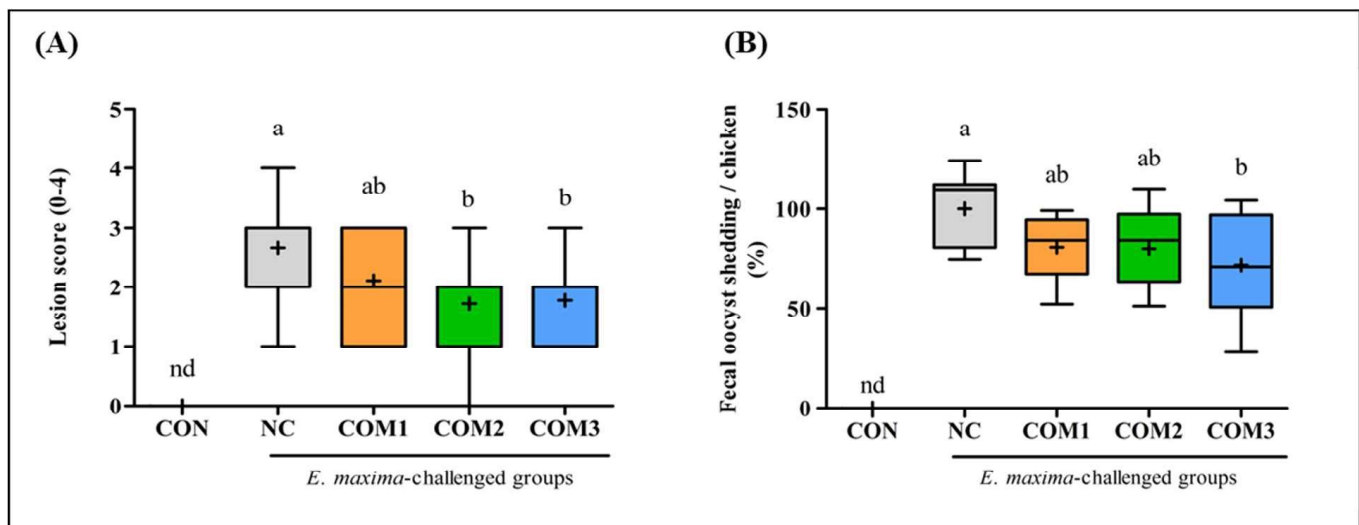 (A)
Lesion score (0-4)
5
4
3
2
1
0
nd
a
ab
b
b
CON NC COM1 COM2 COM3
E. maxima-challenged groups
(B)
Fecal oocyst shedding / chicken
(%)
150
100
50
0
nd
a
ab
ab
b
CON NC COM1 COM2 COM3
E. maxima-challenged groups